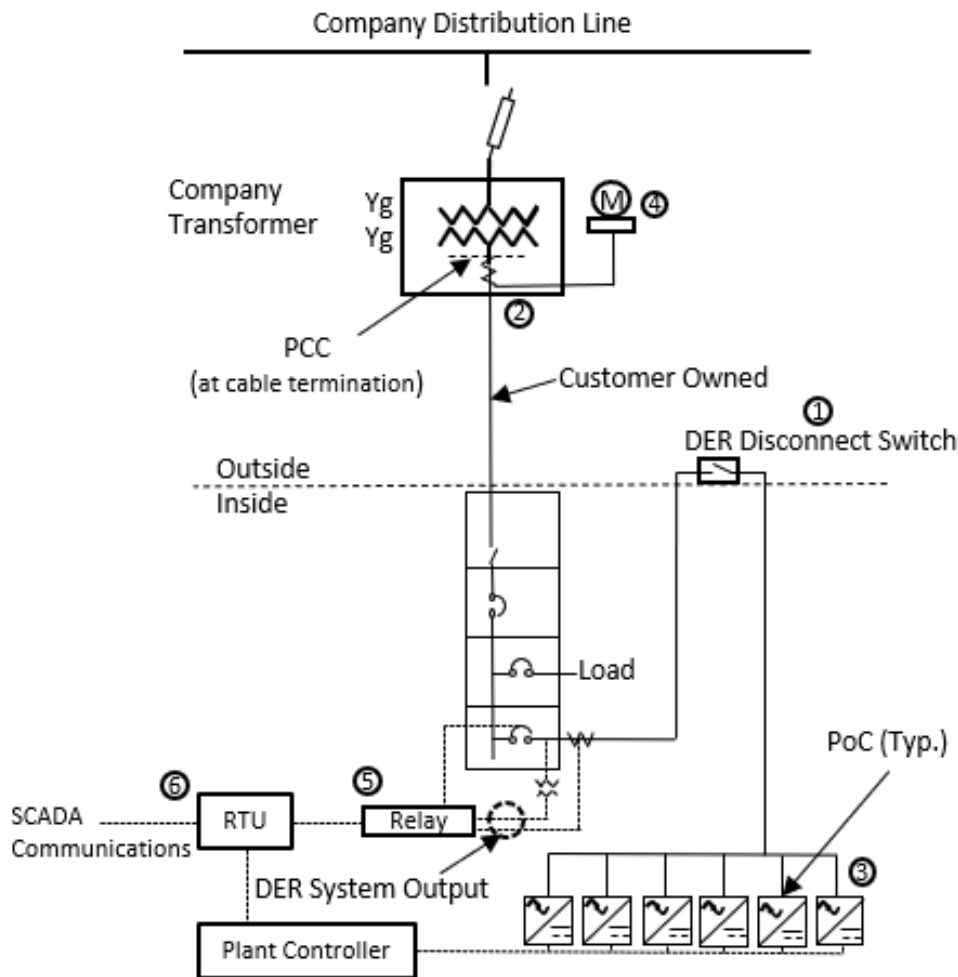 Company Distribution Line
Company
Transformer
Yg
Yg
M
④
②
PCC
(at cable termination)
Customer Owned
①
DER Disconnect Switch
Outside
Inside
Load
PoC (Typ.)
⑥
⑤
SCADA
Communications
RTU
Relay
DER System Output
③
Plant Controller